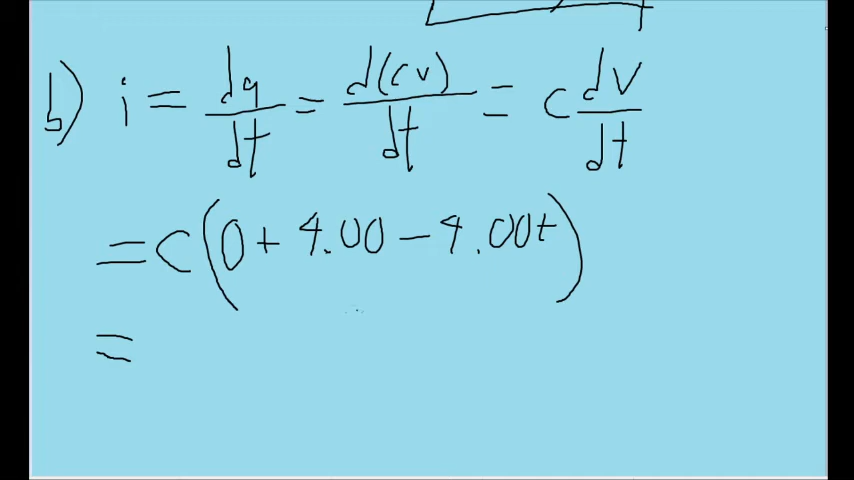 b) i = dq/dt = d(cv)/dt = c dv/dt
= c(0 + 4.00 - 4.00t)
=